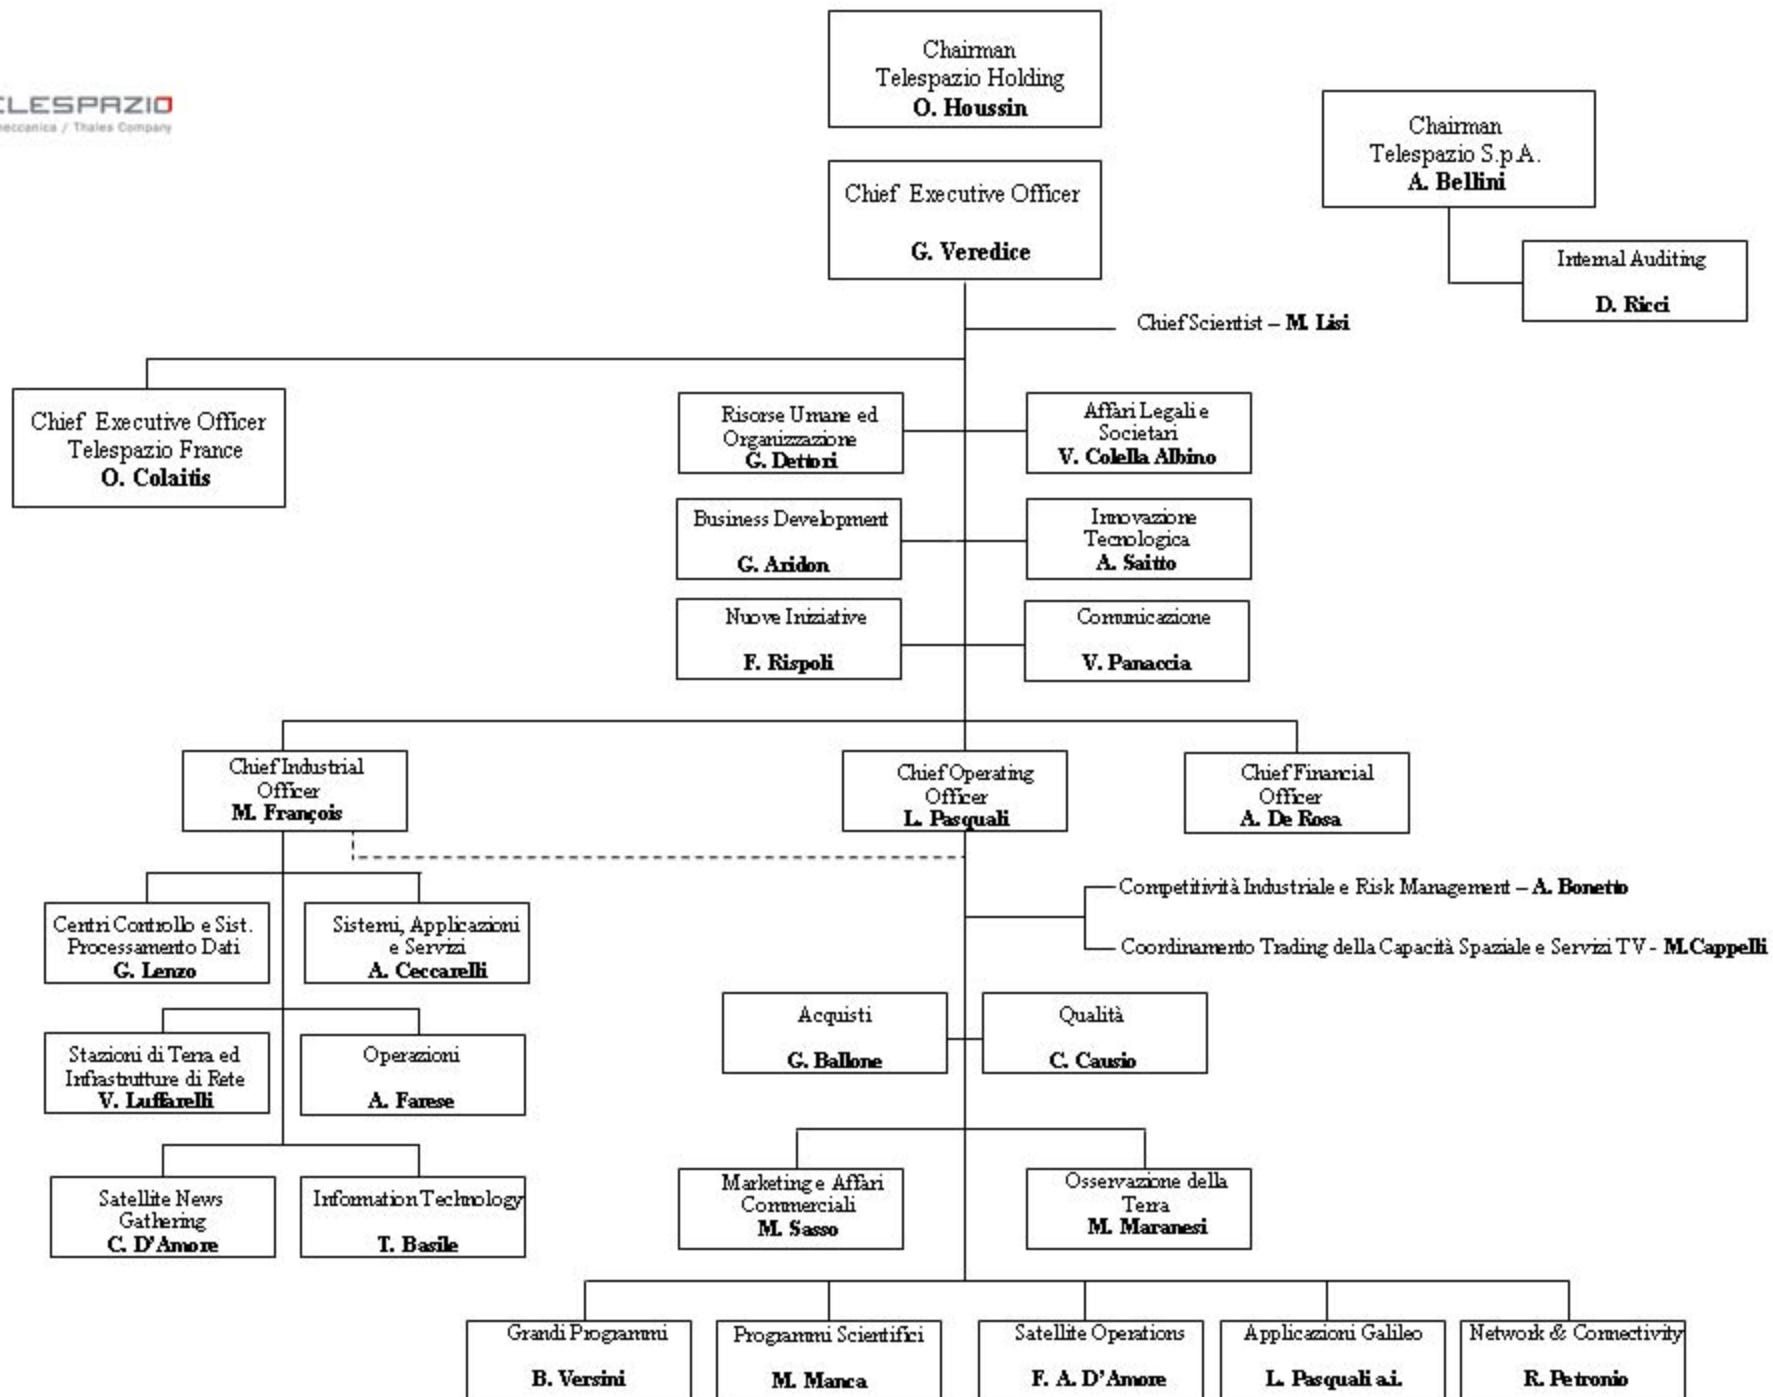 Chairman
Telespazio Holding
O. Houssin
ELESPAZIO
meccanica / Thales Company
Chairman
Telespazio S.p.A.
A. Bellini
Chief Executive Officer
G. Veredice
Internal Auditing
D. Ricci
Chief Scientist – M. Lisi
Chief Executive Officer
Telespazio France
O. Colaitis
Risorse Umane ed
Organizzazione
G. Dettori
Affari Legali e
Societari
V. Colella Albino
Business Development
G. Aridon
Innovazione
Tecnologica
A. Saitto
Nuove Iniziative
F. Rispoli
Comunicazione
V. Panaccia
Chief Industrial
Officer
M. François
Chief Operating
Officer
L. Pasquali
Chief Financial
Officer
A. De Rosa
Competitività Industriale e Risk Management – A. Bonetto
Coordinamento Trading della Capacità Spaziale e Servizi TV - M.Cappelli
Centri Controllo e Sist.
Processamento Dati
G. Lenzo
Sistemi, Applicazioni
e Servizi
A. Ceccarelli
Acquisti
G. Ballone
Qualità
C. Causio
Stazioni di Terra ed
Infrastrutture di Rete
V. Luffarelli
Operazioni
A. Farese
Satellite News
Gathering
C. D'Amore
Information Technology
T. Basile
Marketing e Affari
Commerciali
M. Sasso
Osservazione della
Terra
M. Maranesi
Grandi Programmi
B. Versini
Programmi Scientifici
M. Manca
Satellite Operations
F. A. D'Amore
Applicazioni Galileo
L. Pasquali a.i.
Network & Connectivity
R. Petronio